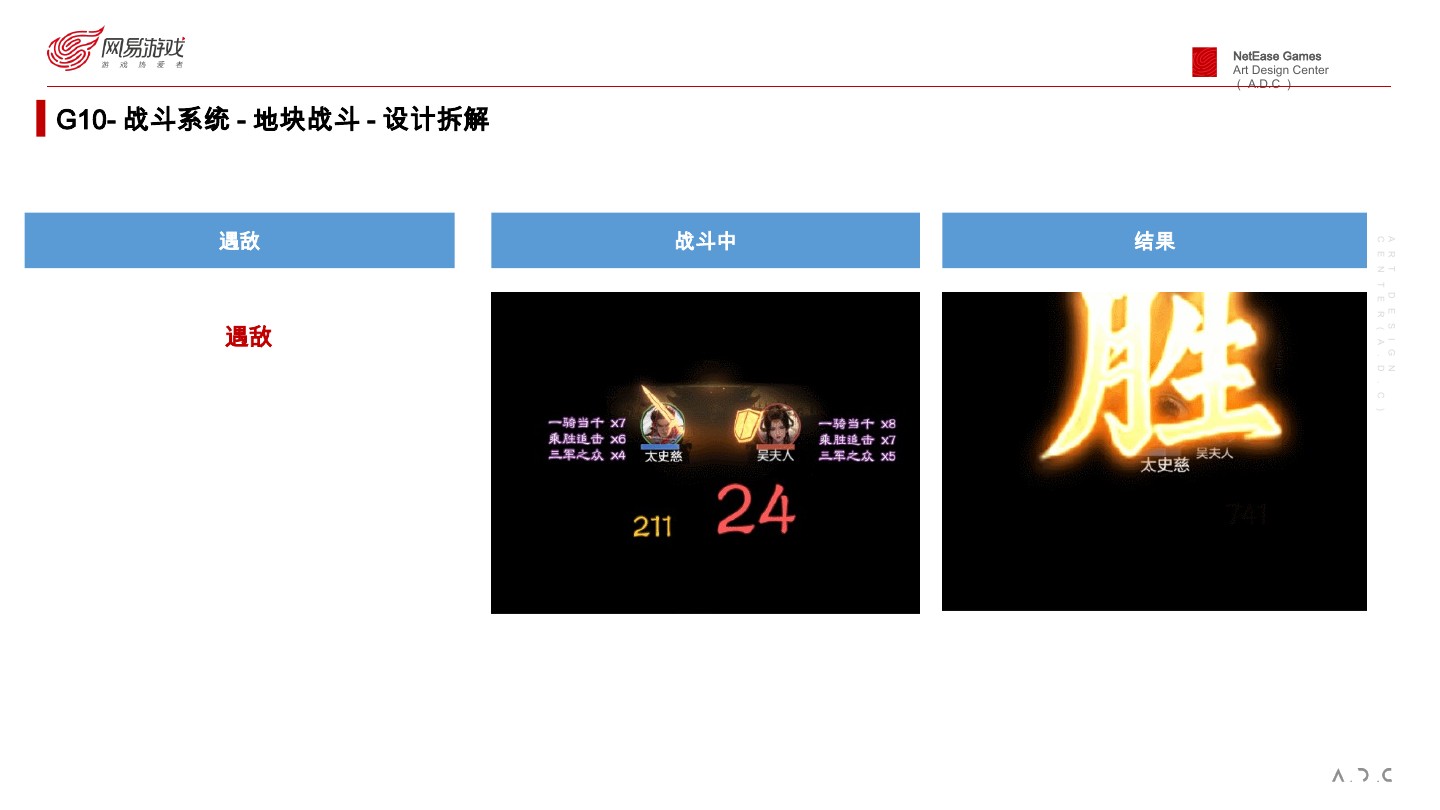 网易游戏
游戏热爱者
NetEase Games
Art Design Center
( A.D.C )
G10- 战斗系统 - 地块战斗 - 设计拆解
遇敌
战斗中
结果
遇敌
一骑当千 x7
乘胜追击 x6
三军之众 x4
太史慈
吴夫人
一骑当千 x8
乘胜追击 x7
三军之众 x5
211
24
胜
太史慈
吴夫人
741
ART DESIGN
CENTER(A.D.C)
A.D.C